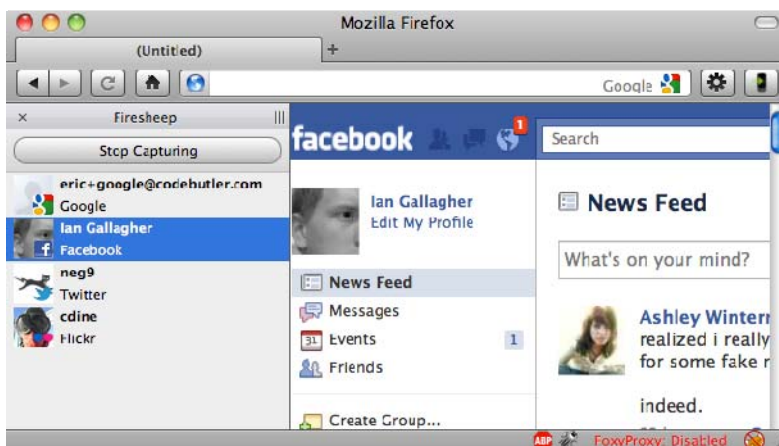 Mozilla Firefox
(Untitled)
+
Google
× Firesheep
Stop Capturing
eric+google@codebutler.com
Google
Ian Gallagher
Facebook
neg9
Twitter
cdine
Flickr
facebook
1
Search
Ian Gallagher
Edit My Profile
News Feed
Messages
31 Events 1
Friends
Create Group...
News Feed
What's on your mind?
Ashley
realized i really
for some fake
indeed.
ABP FoxyProxy: Disabled